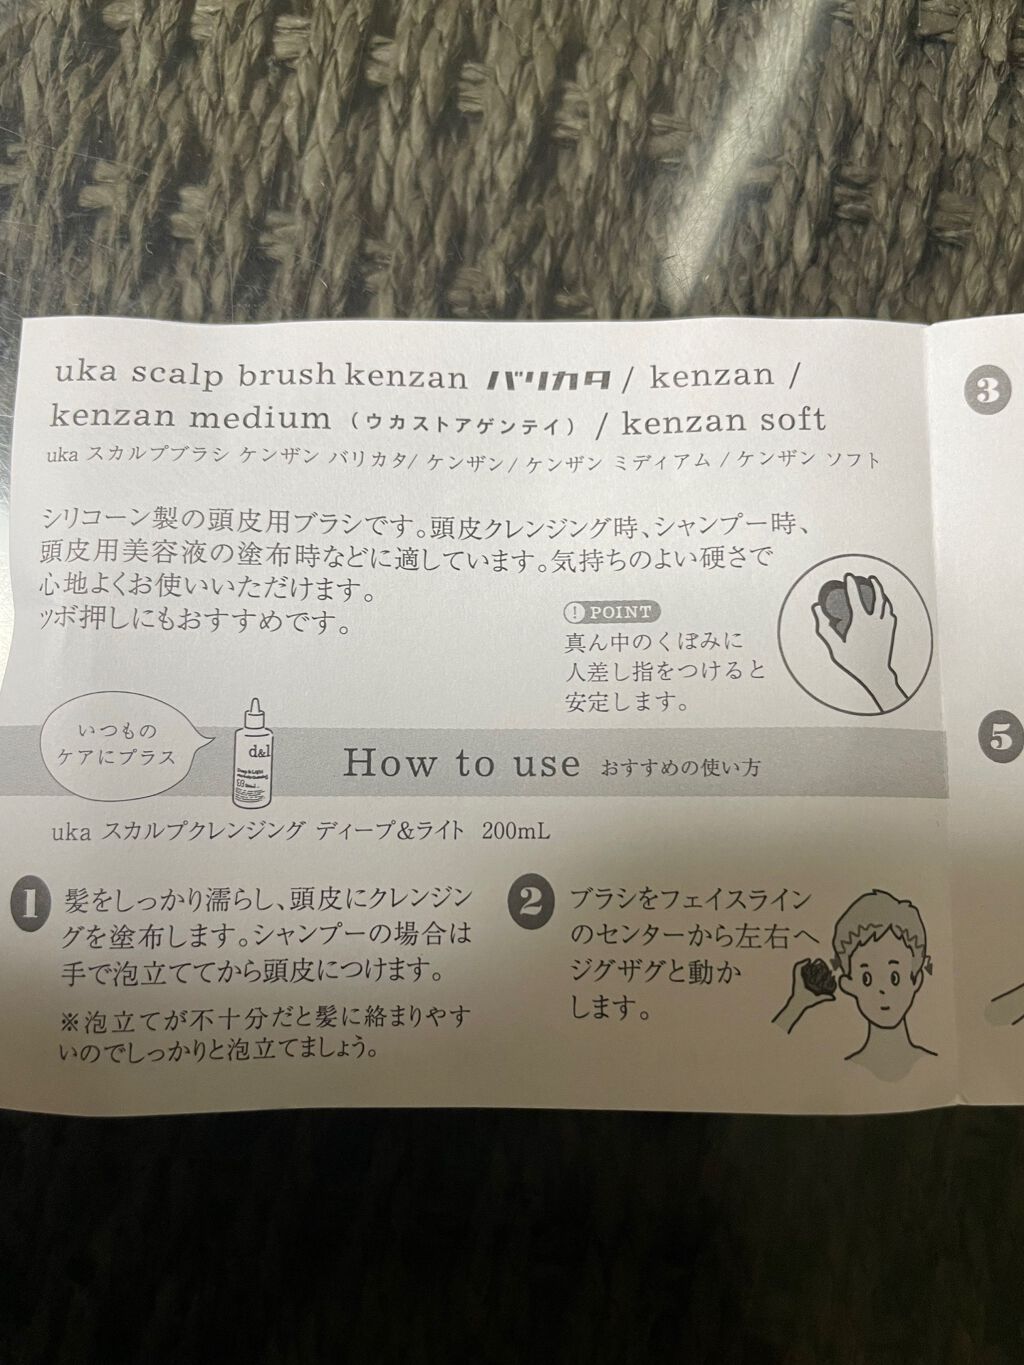 uka scalp brush kenzan バリカタ / kenzan /
kenzan medium (ウカストアゲンテイ) / kenzan soft
uka スカルプブラシ ケンザン バリカタ/ ケンザン/ ケンザン ミディアム / ケンザン ソフト
シリコーン製の頭皮用ブラシです。頭皮クレンジング時、シャンプー時、
頭皮用美容液の塗布時などに適しています。気持ちのよい硬さで
心地よくお使いいただけます。
ツボ押しにもおすすめです。
! POINT
真ん中のくぼみに
人差し指をつけると
安定します。
いつもの
ケアにプラス
d&l
How to use おすすめの使い方
uka スカルプクレンジング ディープ&ライト 200mL
1 髪をしっかり濡らし、頭皮にクレンジン
グを塗布します。シャンプーの場合は
手で泡立ててから頭皮につけます。
※泡立てが不十分だと髪に絡まりやす
いのでしっかりと泡立てましょう。
2 ブラシをフェイスライン
のセンターから左右へ
ジグザグと動か
します。
3
5